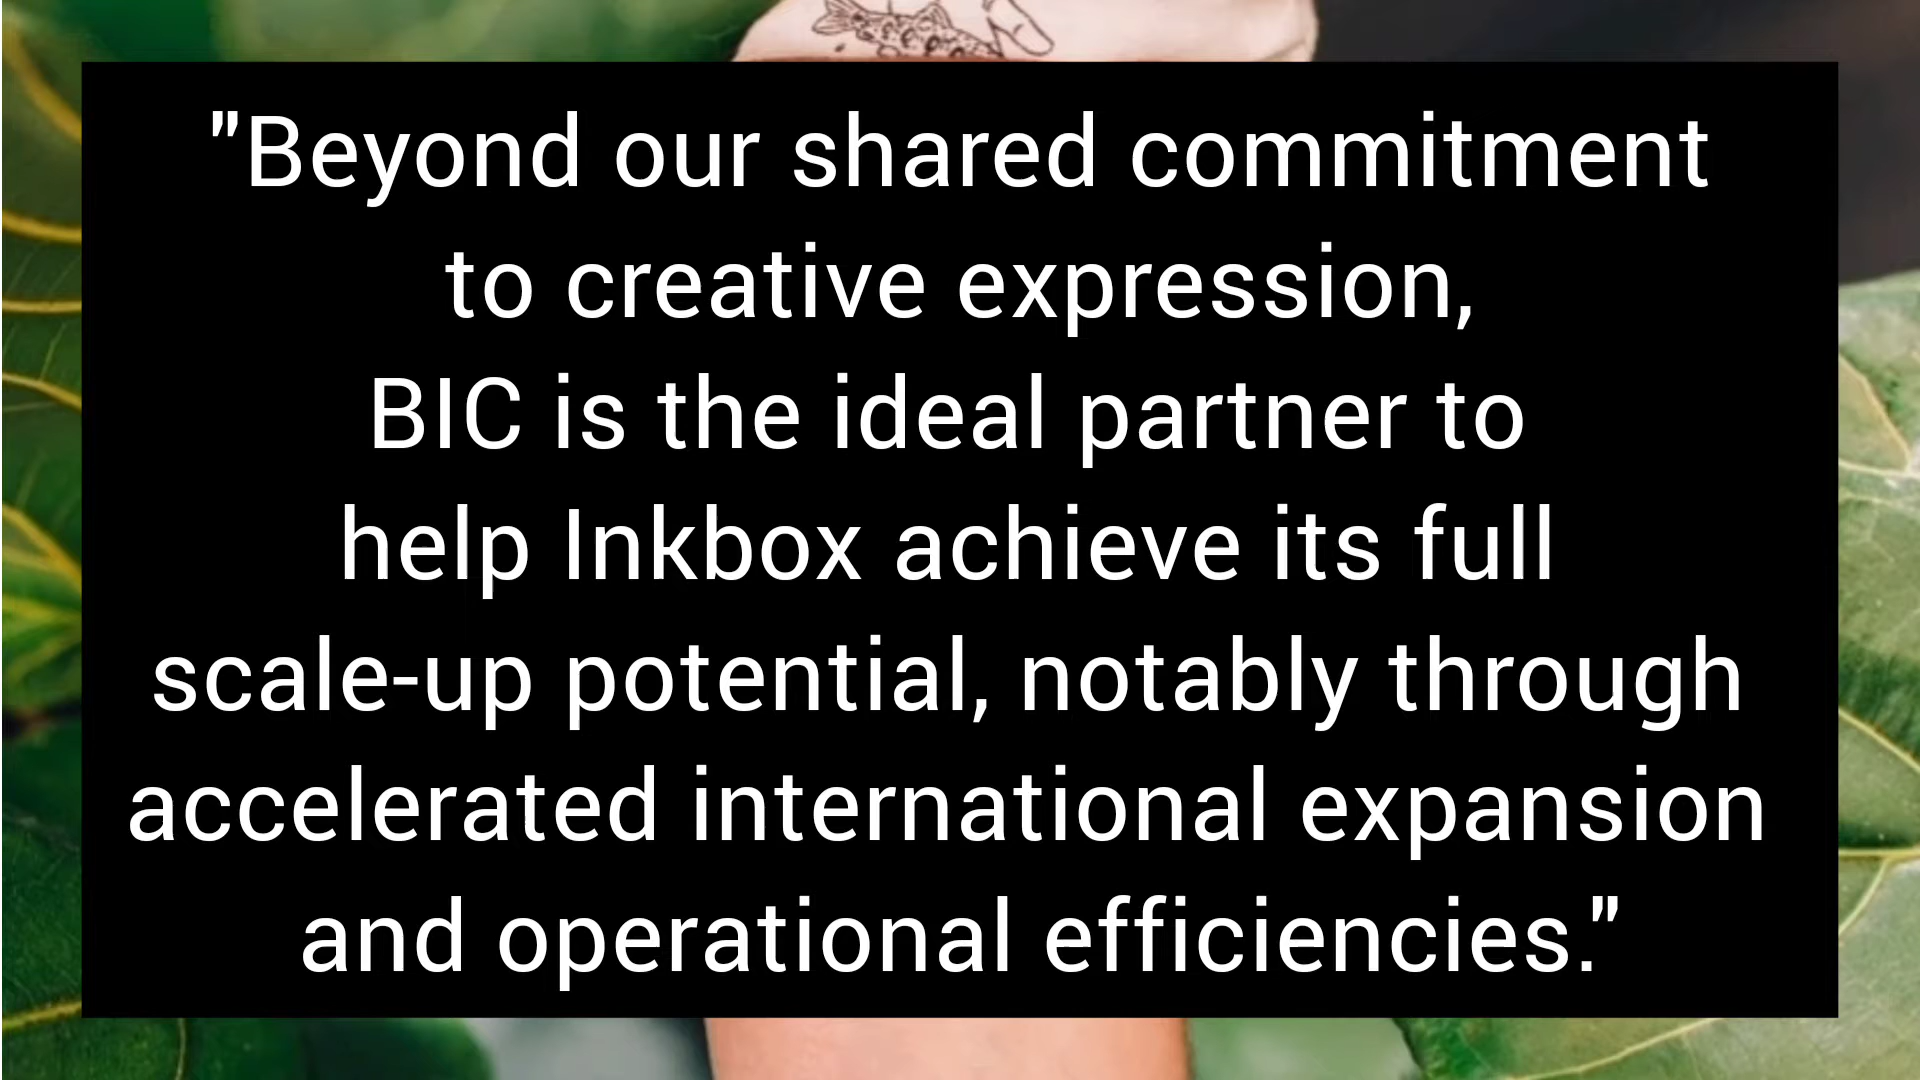 "Beyond our shared commitment
to creative expression,
BIC is the ideal partner to
help Inkbox achieve its full
scale-up potential, notably through
accelerated international expansion
and operational efficiencies."